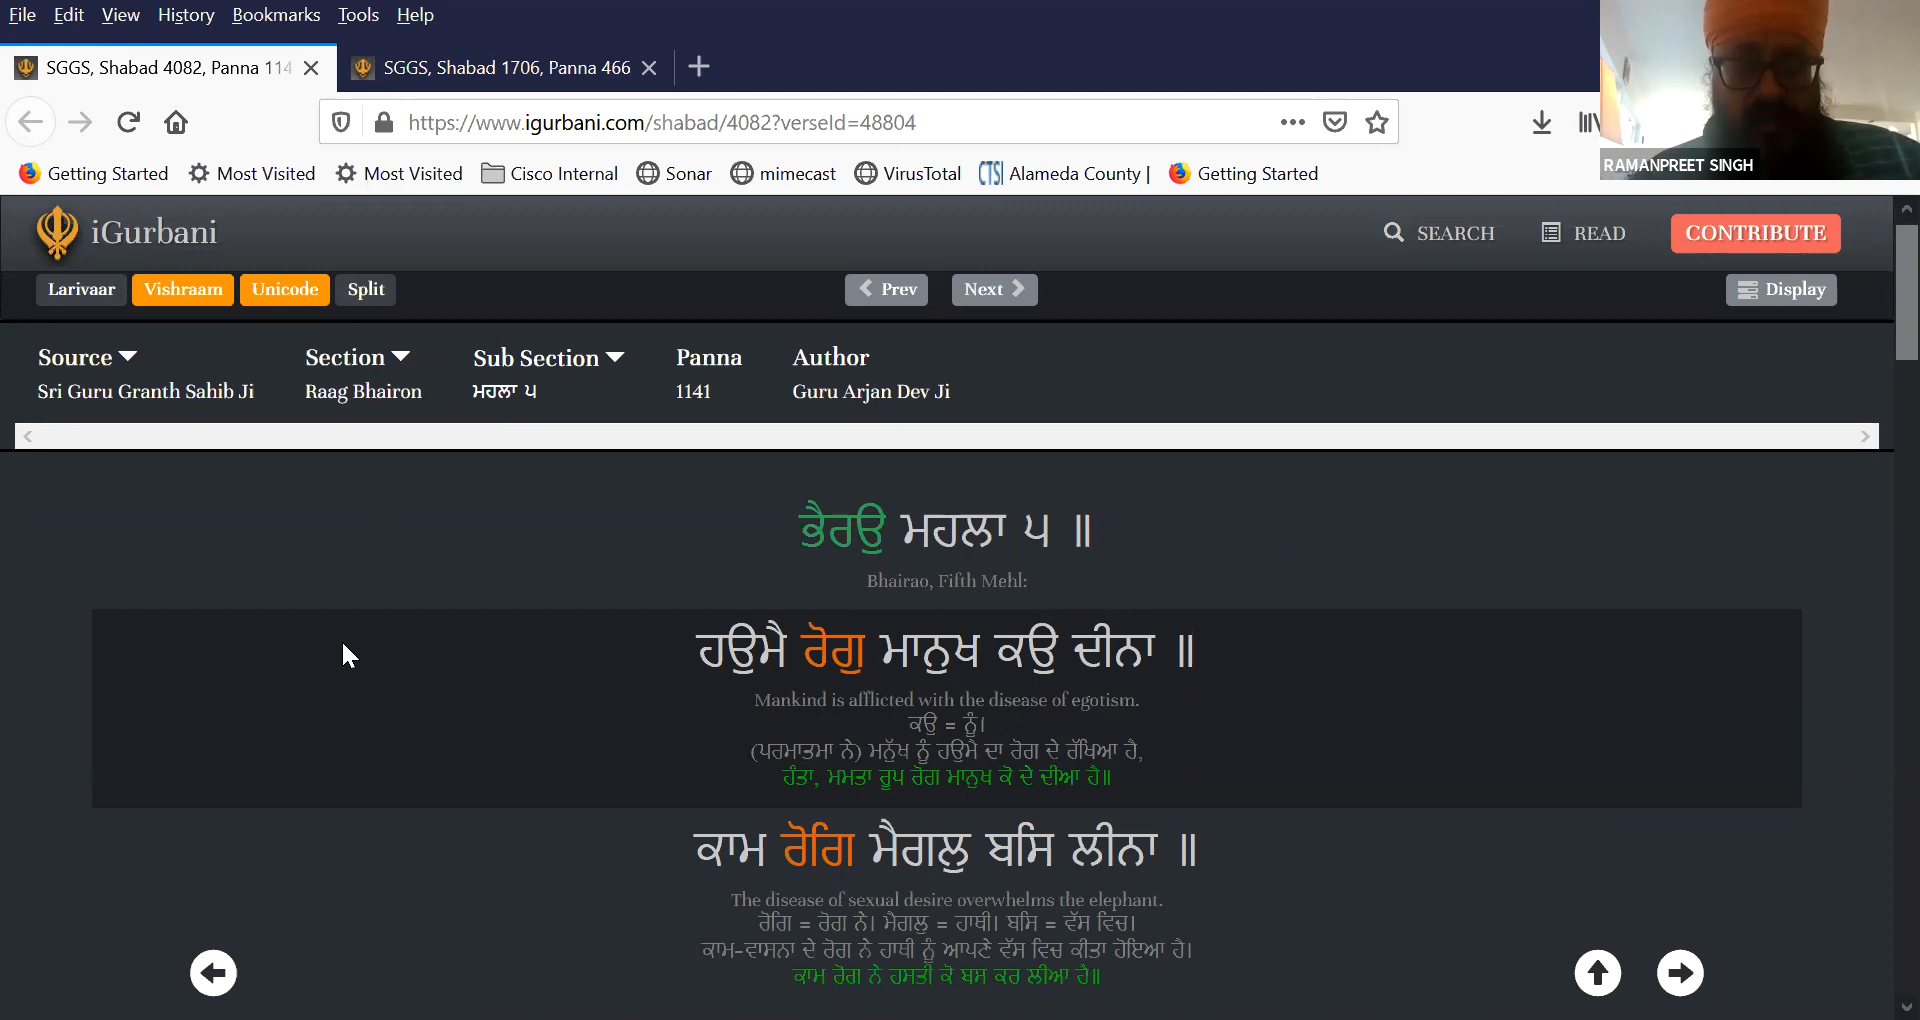 File Edit View History Bookmarks Tools Help
SGGS, Shabad 4082, Panna 114
SGGS, Shabad 1706, Panna 466
https://www.igurbani.com/shabad/4082?verseId=48804
RAMANPREET SINGH
Getting Started Most Visited Most Visited Cisco Internal Sonar mimecast VirusTotal Alameda County | Getting Started
iGurbani SEARCH READ CONTRIBUTE
Larivaar Vishraam Unicode Split Prev Next Display
Source Section Sub Section Panna Author
Sri Guru Granth Sahib Ji Raag Bhairon ਮਹਲਾ ੫ 1141 Guru Arjan Dev Ji
ਭੈਰਉ ਮਹਲਾ ੫ ॥
Bhairao, Fifth Mehl:
ਹਉਮੈ ਰੋਗੁ ਮਾਨੁਖ ਕਉ ਦੀਨਾ ॥
Mankind is afflicted with the disease of egotism.
ਕਉ = ਨੂੰ।
(ਪਰਮਾਤਮਾ ਨੇ) ਮਨੁੱਖ ਨੂੰ ਹਉਮੈ ਦਾ ਰੋਗ ਦੇ ਰੱਖਿਆ ਹੈ,
ਹੰਤਾ, ਮਮਤਾ ਰੂਪ ਰੋਗ ਮਾਨੁਖ ਕੋ ਦੇ ਦੀਆ ਹੈ॥
ਕਾਮ ਰੋਗਿ ਮੈਗਲੁ ਬਸਿ ਲੀਨਾ ॥
The disease of sexual desire overwhelms the elephant.
ਰੋਗਿ = ਰੋਗ ਨੇ। ਮੈਗਲੁ = ਹਾਥੀ। ਬਸਿ = ਵੱਸ ਵਿਚ।
ਕਾਮ-ਵਾਸਨਾ ਦੇ ਰੋਗ ਨੇ ਹਾਥੀ ਨੂੰ ਆਪਣੇ ਵੱਸ ਵਿਚ ਕੀਤਾ ਹੋਇਆ ਹੈ।
ਕਾਮ ਰੋਗ ਨੇ ਹਸਤੀ ਕੋ ਬਸ ਕਰ ਲੀਆ ਹੈ॥